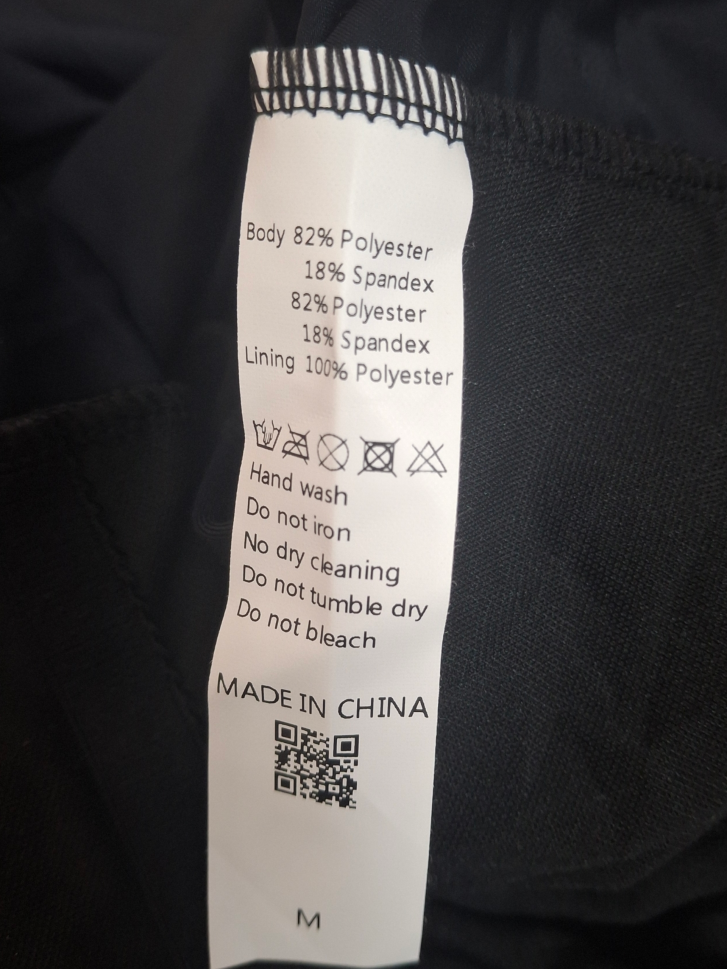 Body 82% Polyester
18% Spandex
82% Polyester
18% Spandex
Lining 100% Polyester
Hand wash
Do not iron
No dry cleaning
Do not tumble dry
Do not bleach
MADE IN CHINA
M